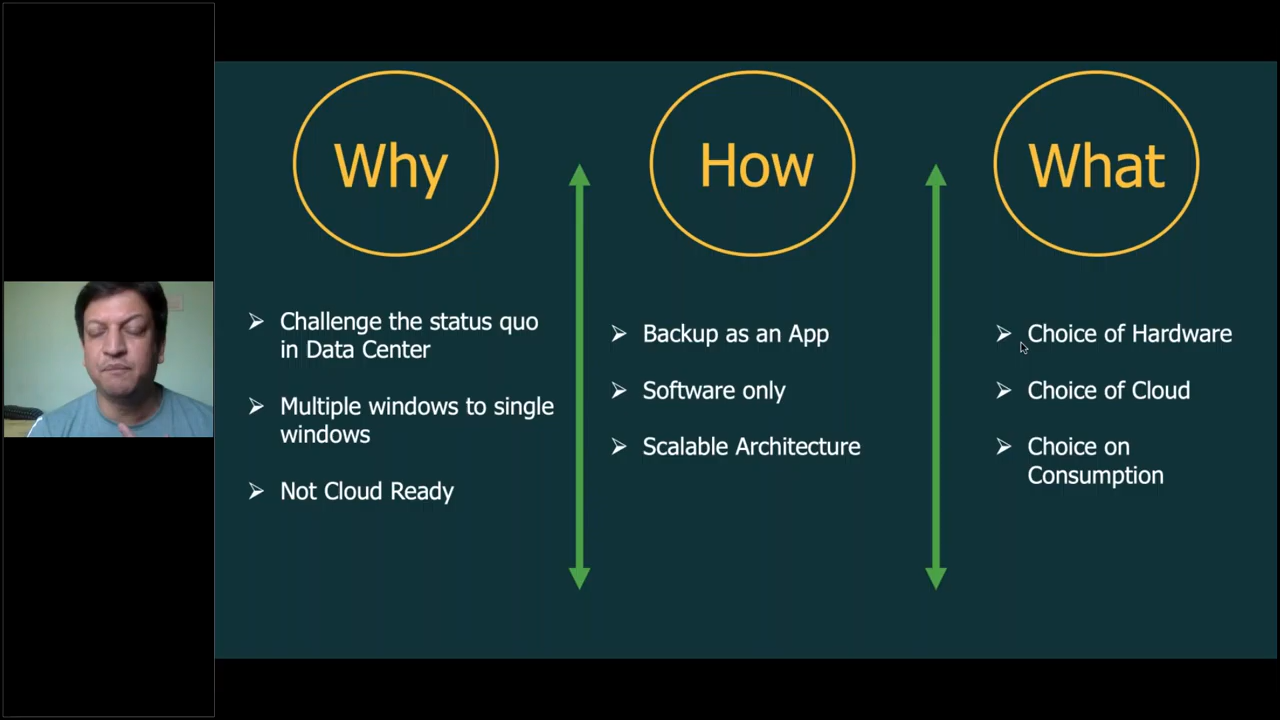 Why
How
What
Challenge the status quo
in Data Center
Multiple windows to single
windows
Not Cloud Ready
Backup as an App
Software only
Scalable Architecture
Choice of Hardware
Choice of Cloud
Choice on
Consumption